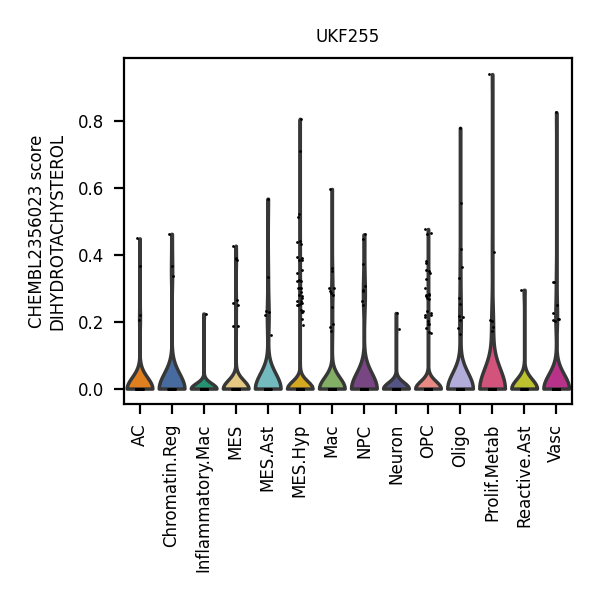 UKF255
CHEMBL2356023 score
DIHYDROTACHYSTEROL
0.8
0.6
0.4
0.2
0.0
AC
Chromatin.Reg
Inflammatory.Mac
MES
MES.Ast
MES.Hyp
Mac
NPC
Neuron
OPC
Oligo
Prolif.Metab
Reactive.Ast
Vasc